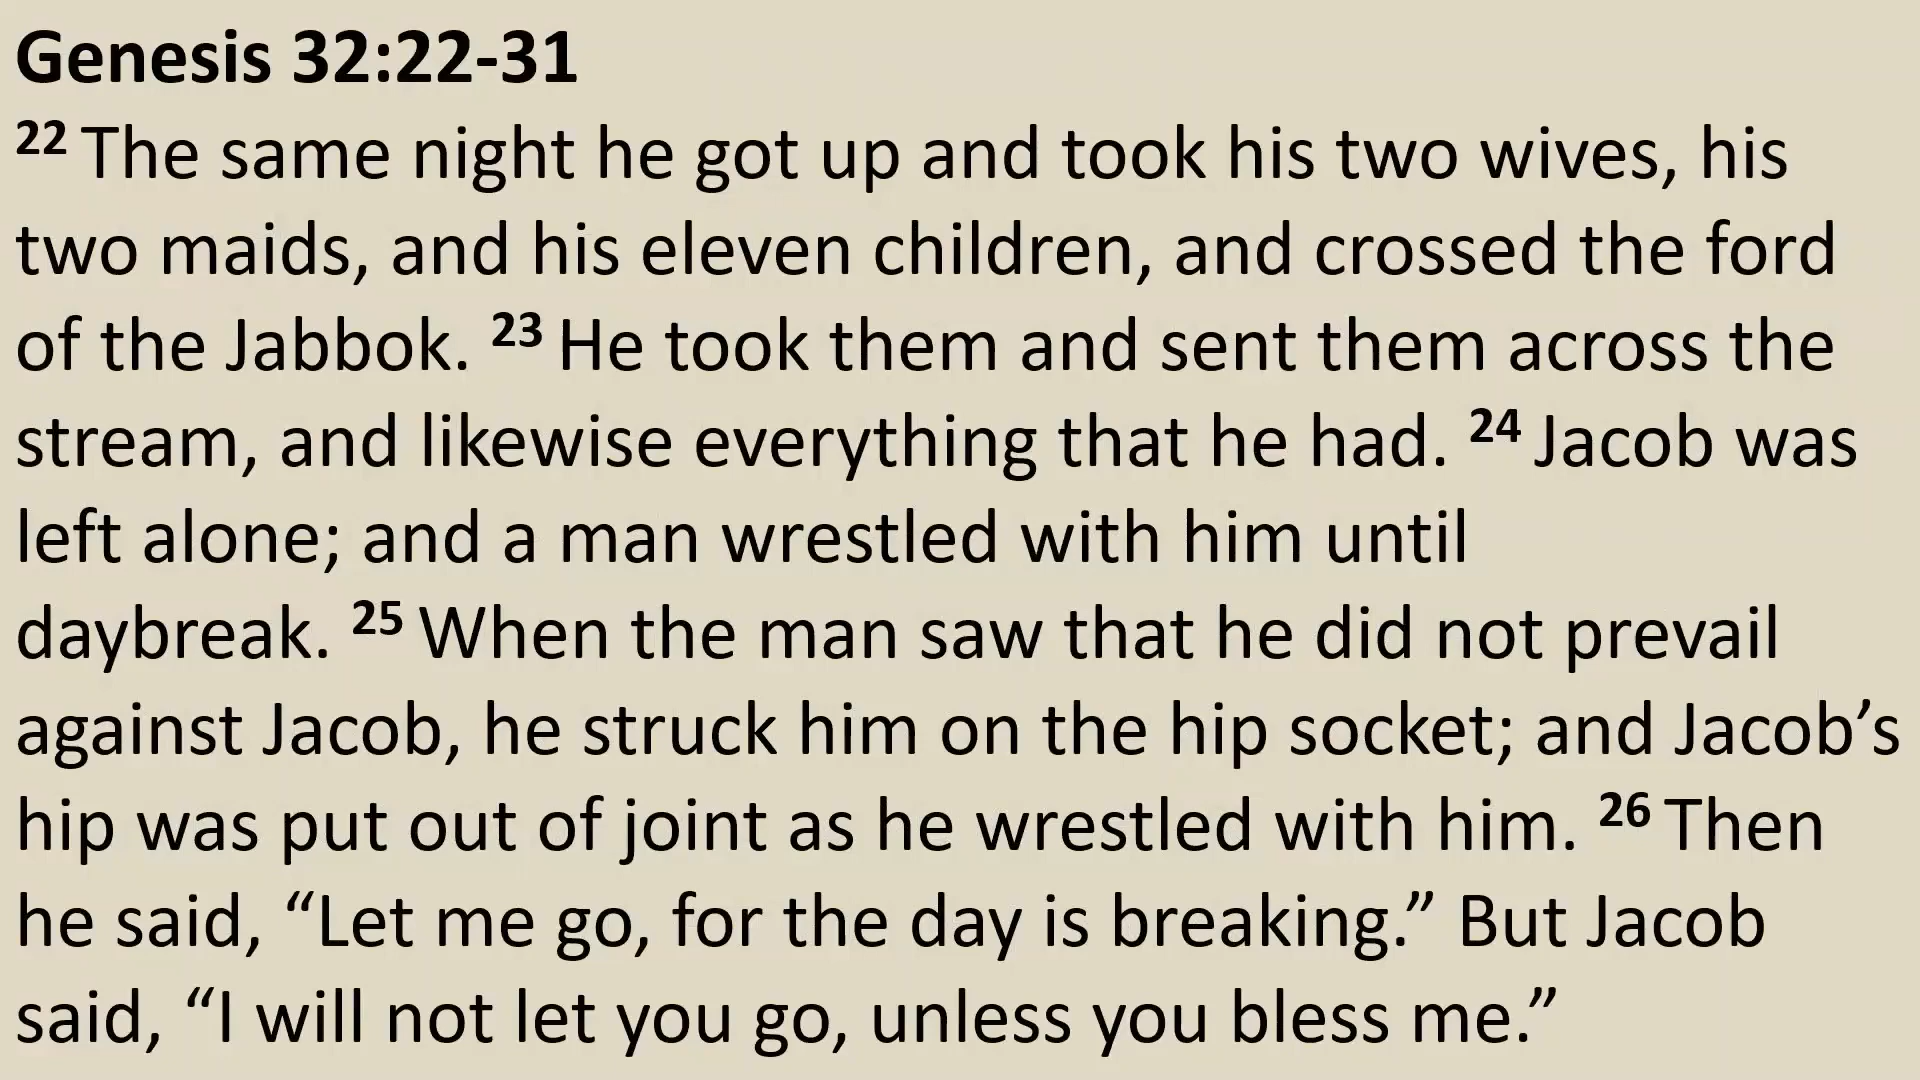 Genesis 32:22-31
22 The same night he got up and took his two wives, his
two maids, and his eleven children, and crossed the ford
of the Jabbok. 23 He took them and sent them across the
stream, and likewise everything that he had. 24 Jacob was
left alone; and a man wrestled with him until
daybreak. 25 When the man saw that he did not prevail
against Jacob, he struck him on the hip socket; and Jacob’s
hip was put out of joint as he wrestled with him. 26 Then
he said, “Let me go, for the day is breaking.” But Jacob
said, “I will not let you go, unless you bless me.”